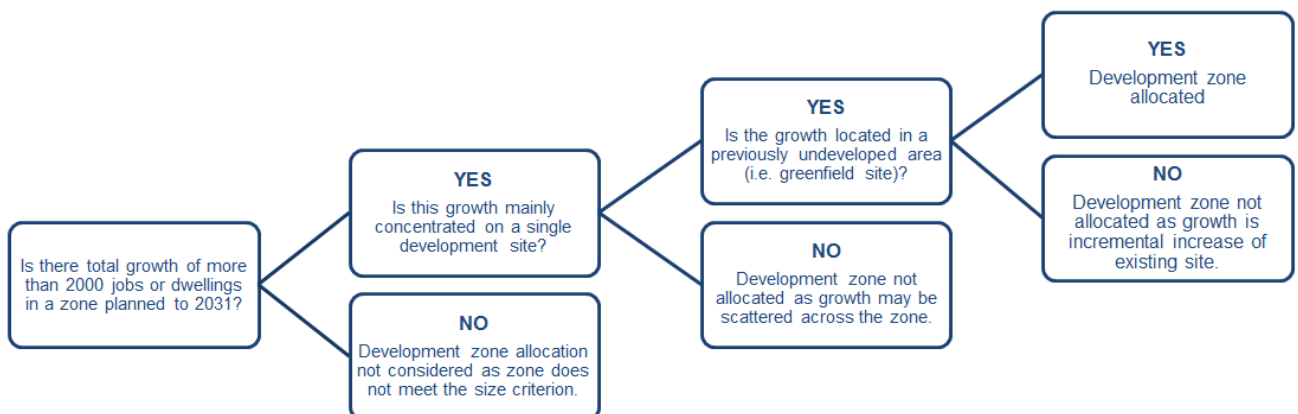 Is there total growth of more
than 2000 jobs or dwellings
in a zone planned to 2031?
YES
Is this growth mainly
concentrated on a single
development site?
NO
Development zone allocation
not considered as zone does
not meet the size criterion.
YES
Is the growth located in a
previously undeveloped area
(i.e. greenfield site)?
NO
Development zone not
allocated as growth may be
scattered across the zone.
YES
Development zone
allocated
NO
Development zone not
allocated as growth is
incremental increase of
existing site.